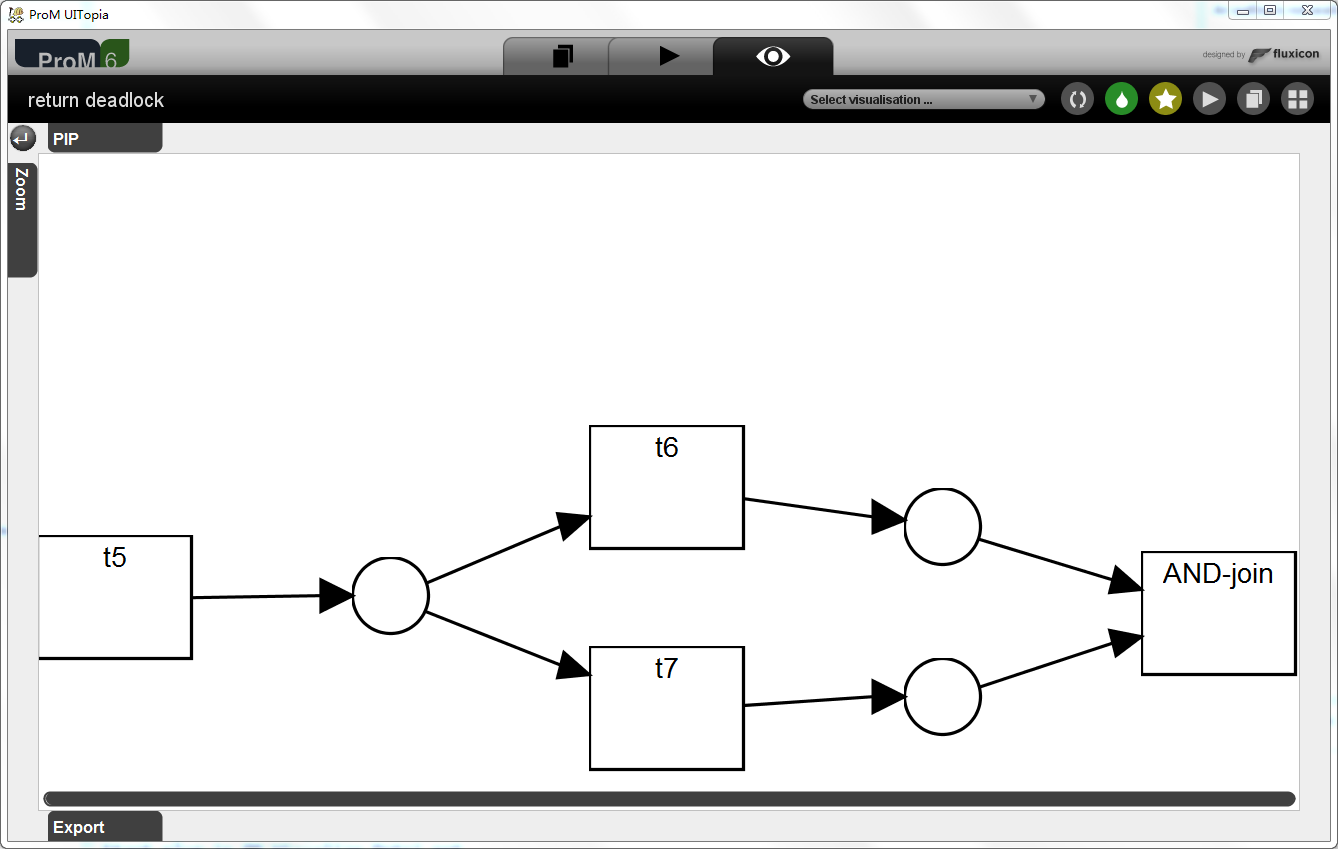 ProM UITopia
ProM 6
designed by fluxicon
return deadlock
Select visualisation ...
PIP
Zoom
t6
t5
AND-join
t7
Export